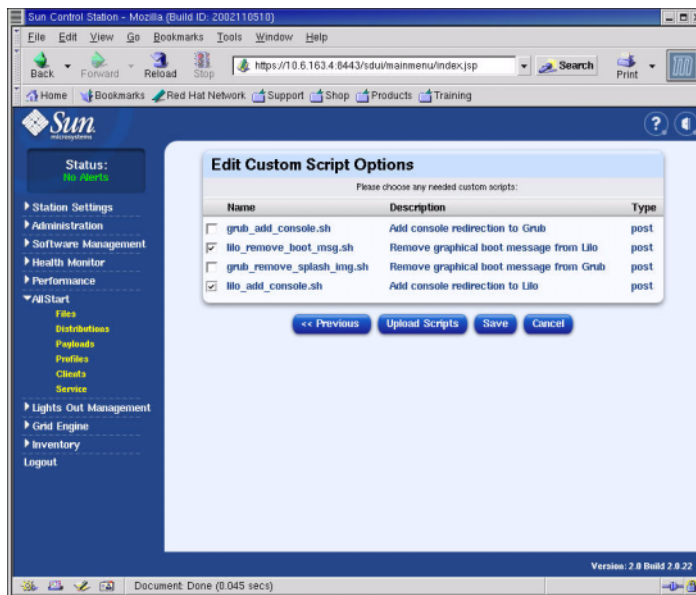 Sun Control Station - Mozilla {Build ID: 2002110510}
File Edit View Go Bookmarks Tools Window Help
Back Forward Reload Stop https://10.6.163.4:8443/sdui/mainmenu/index.jsp Search Print
Home Bookmarks Red Hat Network Support Shop Products Training
Sun
microsystems
?
Status:
No Alerts
Station Settings
Administration
Software Management
Health Monitor
Performance
AllStart
Files
Distributions
Payloads
Profiles
Clients
Service
Lights Out Management
Grid Engine
Inventory
Logout
Edit Custom Script Options
Please choose any needed custom scripts:
Name Description Type
grub_add_console.sh Add console redirection to Grub post
lilo_remove_boot_msg.sh Remove graphical boot message from Lilo post
grub_remove_splash_img.sh Remove graphical boot message from Grub post
lilo_add_console.sh Add console redirection to Lilo post
<< Previous Upload Scripts Save Cancel
Version: 2.0 Build 2.0.22
Document: Done (0.045 secs)